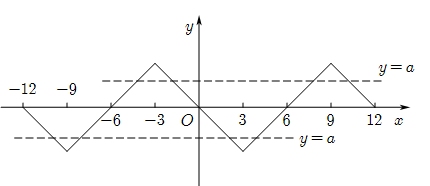 y
y = a
−12 −9
−6 −3 O 3 6 9 12 x
y = a